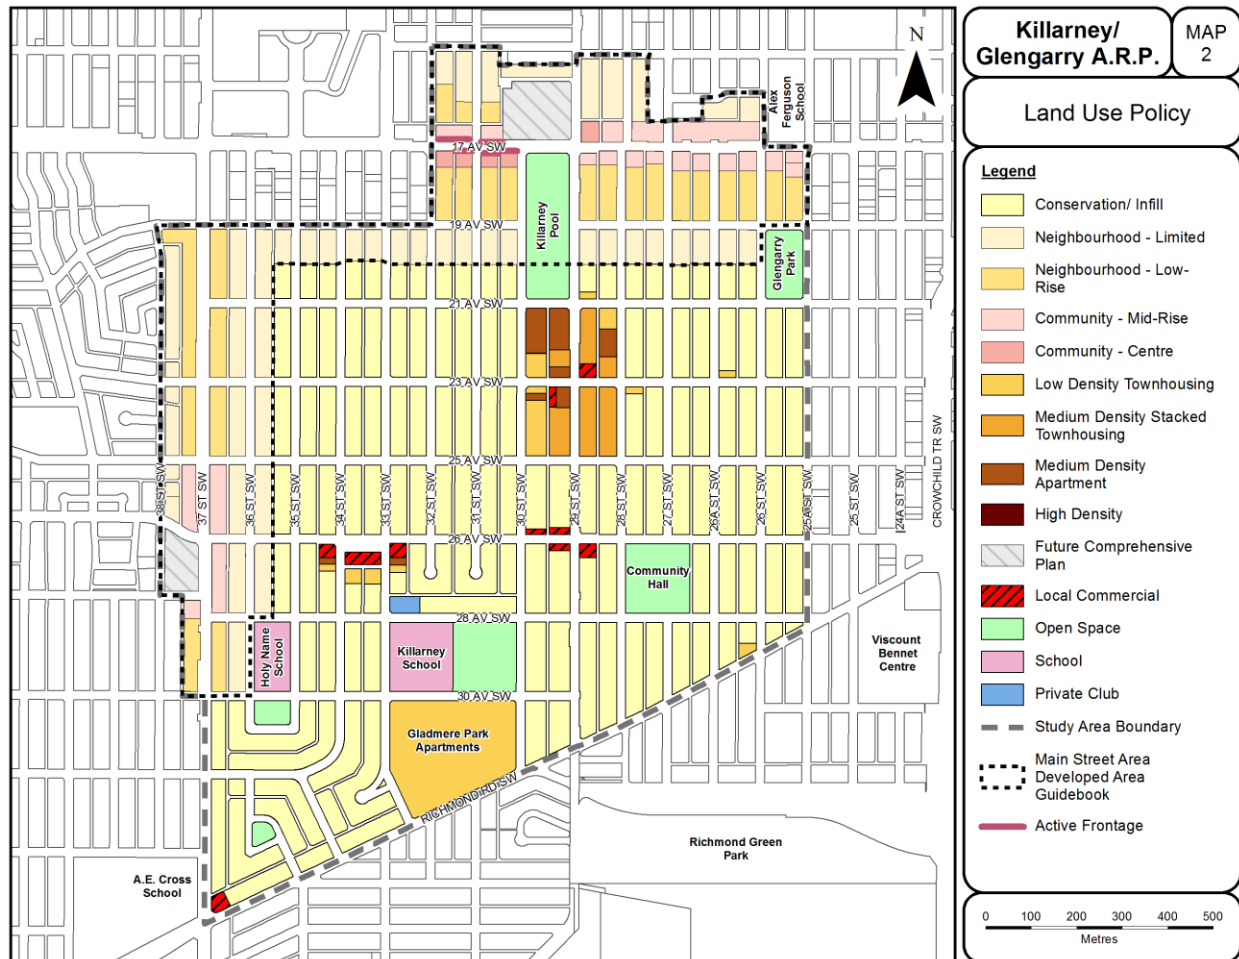 Killarney/
Glengarry A.R.P.
MAP
2
Land Use Policy
Legend
Conservation/ Infill
Neighbourhood - Limited
Neighbourhood - Low-
Rise
Community - Mid-Rise
Community - Centre
Low Density Townhousing
Medium Density Stacked
Townhousing
Medium Density
Apartment
High Density
Future Comprehensive
Plan
Local Commercial
Open Space
School
Private Club
Study Area Boundary
Main Street Area
Developed Area
Guidebook
Active Frontage
0 100 200 300 400 500
Metres
N
Alex
Ferguson
School
17 AV SW
Killarney
Pool
19 AV SW
Glengarry
Park
21 AV SW
23 AV SW
25 AV SW
38 ST SW
37 ST SW
36 ST SW
35 ST SW
34 ST SW
33 ST SW
32 ST SW
31 ST SW
30 ST SW
29 ST SW
28 ST SW
27 ST SW
26A ST SW
26 ST SW
25A ST SW
25 ST SW
24A ST SW
CROWCHILD TR SW
26 AV SW
Community
Hall
28 AV SW
Holy Name
School
Killarney
School
Viscount
Bennet
Centre
30 AV SW
Gladmere Park
Apartments
RICHMOND RD SW
Richmond Green
Park
A.E. Cross
School